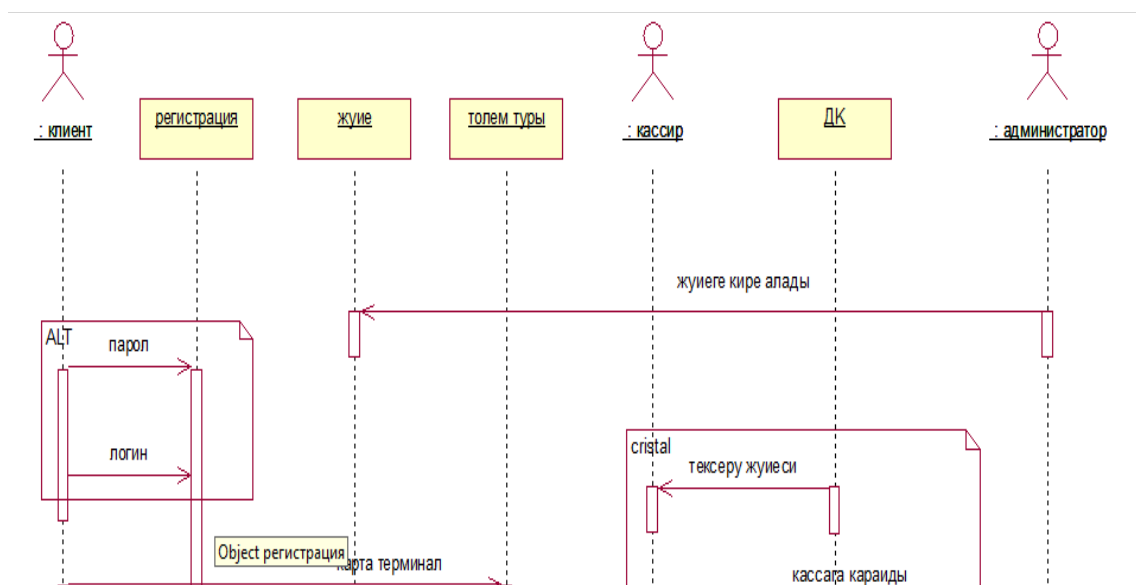 : клиент
регистрация
жуие
толем туры
: кассир
ДК
: администратор
жуиеге кире алады
ALT
парол
логин
cristal
тексеру жуиеси
Object регистрация
карта терминал
кассага караиды